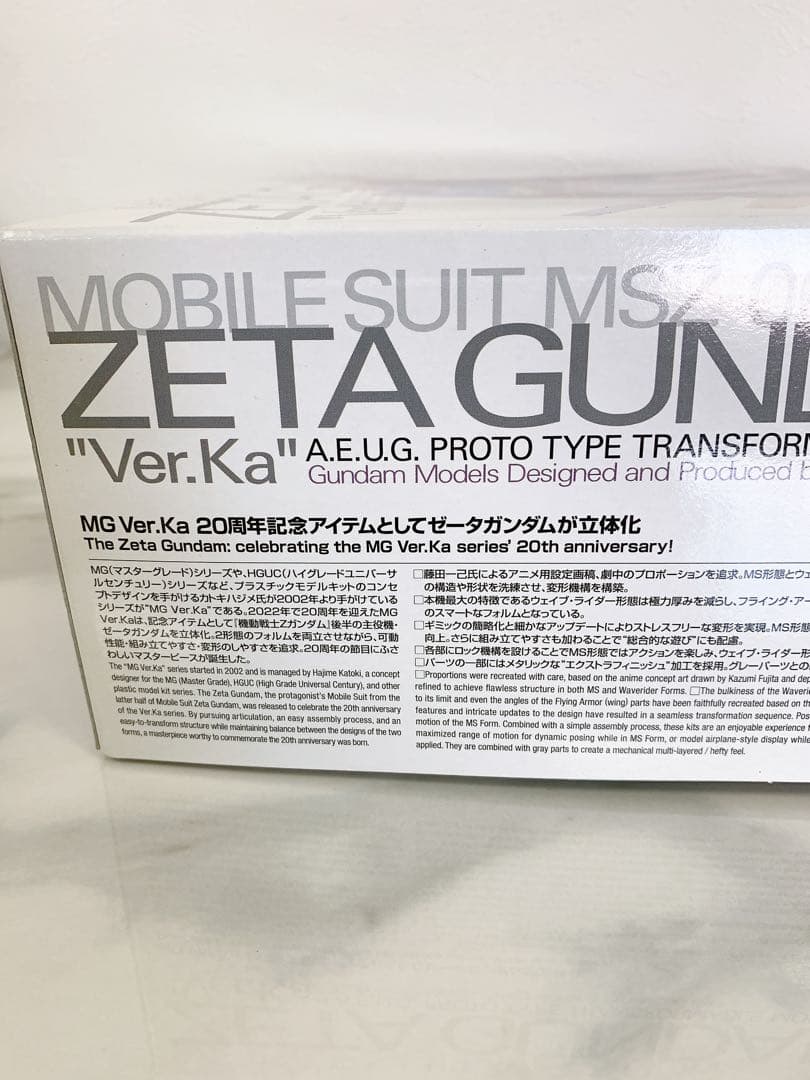 MOBILE SUIT MSZ-0
ZETA GUND
"Ver.Ka" A.E.U.G. PROTO TYPE TRANSFOR
Gundam Models Designed and Produced b
MG Ver.Ka 20周年記念アイテムとしてゼータガンダムが立体化
The Zeta Gundam: celebrating the MG Ver.Ka series' 20th anniversary!
MG(マスターグレード)シリーズや、HGUC(ハイグレードユニバーサ
ルセンチュリー)シリーズなど、プラスチックモデルキットのコンセ
プトデザインを手がけるカトキハジメ氏が2002年より手がけている
シリーズが"MG Ver.Ka"である。2022年で20周年を迎えたMG
Ver.Kaは、記念アイテムとして『機動戦士Zガンダム』後半の主役機・
ゼータガンダムを立体化。2形態のフォルムを両立させながら、可動
性能・組み立てやすさ・変形のしやすさを追求。20周年の節目にふさ
わしいマスターピースが誕生した。
The "MG Ver.Ka" series started in 2002 and is managed by Hajime Katoki, a concept
designer for the MG (Master Grade), HGUC (High Grade Universal Century), and other
plastic model kit series. The Zeta Gundam, the protagonist's Mobile Suit from the
latter half of Mobile Suit Zeta Gundam, was released to celebrate the 20th anniversary
of the Ver.Ka series. By pursuing articulation, an easy assembly process, and an
easy-to-transform structure while maintaining balance between the designs of the two
forms, a masterpiece worthy to commemorate the 20th anniversary was born.
□藤田一己氏によるアニメ用設定画稿、劇中のプロポーションを追求。MS形態とウェ
の構造や形状を洗練させ、変形機構を構築。
□本機最大の特徴であるウェイブ・ライダー形態は極力厚みを減らし、フライング・アー
のスマートなフォルムとなっている。
□ギミックの簡略化と細かなアップデートによりストレスフリーな変形を実現。MS形態
向上。さらに組み立てやすさも加わることで"総合的な遊び"にも配慮。
□各部にロック機構を設けることでMS形態ではアクションを楽しみ、ウェイブ・ライダー形
□パーツの一部にはメタリックな"エクストラフィニッシュ"加工を採用。グレーパーツとの
□Proportions were recreated with care, based on the anime concept art drawn by Kazumi Fujita and dep
refined to achieve flawless structure in both MS and Waverider Forms. □The bulkiness of the Waveri
to its limit and even the angles of the Flying Armor (wing) parts have been faithfully recreated based on th
features and intricate updates to the design have resulted in a seamless transformation sequence. Pos
motion of the MS Form. Combined with a simple assembly process, these kits are an enjoyable experience f
maximized range of motion for dynamic posing while in MS Form, or model airplane-style display while
applied. They are combined with gray parts to create a mechanical multi-layered / hefty feel.